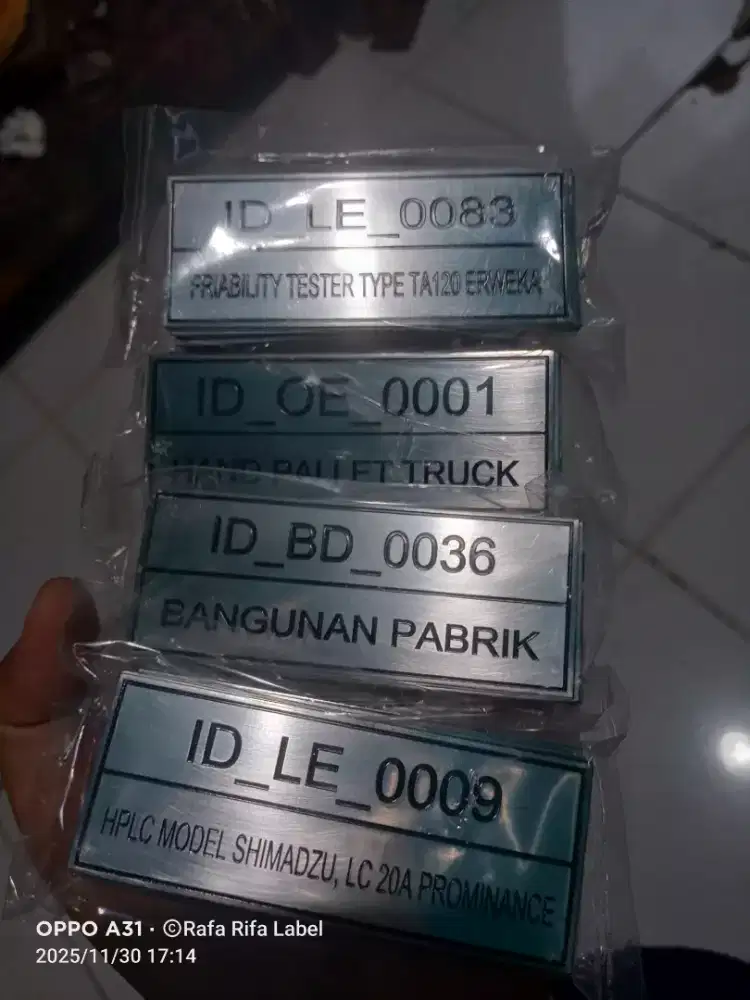 ID_LE_0083
FRIABILITY TESTER TYPE TA120 ERWEKA
ID_OE_0001
HAND PALLET TRUCK
ID_BD_0036
BANGUNAN PABRIK
ID_LE_0009
HPLC MODEL SHIMADZU, LC 20A PROMINANCE
OPPO A31 · ©Rafa Rifa Label
2025/11/30 17:14